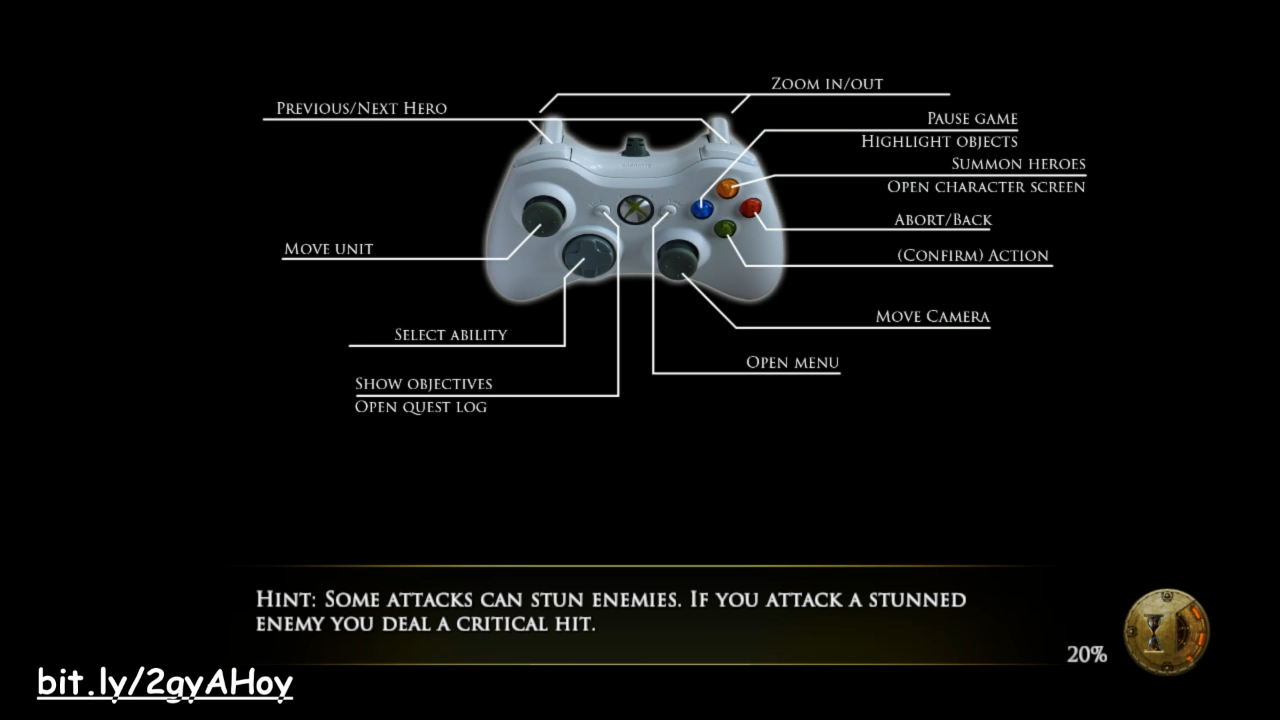 Zoom in/out
Previous/Next Hero
Pause game
Highlight objects
Summon heroes
Open character screen
Abort/Back
Move unit
(Confirm) Action
Move Camera
Select ability
Open menu
Show objectives
Open quest log
Hint: Some attacks can stun enemies. If you attack a stunned
enemy you deal a critical hit.
20%
bit.ly/2gyAHoy